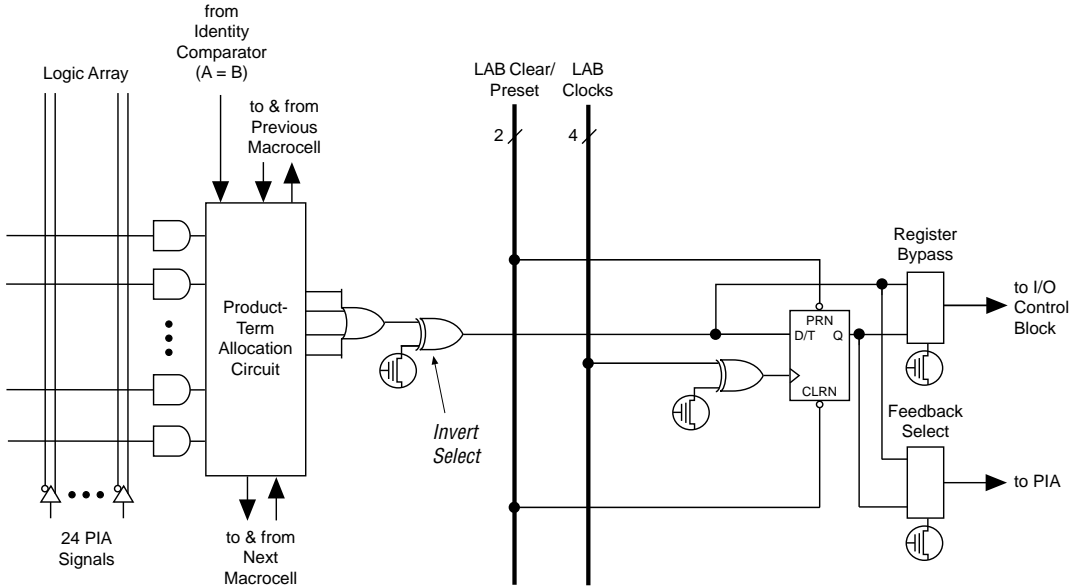 from
Identity
Comparator
(A = B)
Logic Array
to & from
Previous
Macrocell
LAB Clear/
Preset
LAB
Clocks
2
4
Register
Bypass
to I/O
Control
Block
Product-
Term
Allocation
Circuit
PRN
D/T
Q
CLRN
Invert
Select
Feedback
Select
to PIA
24 PIA
Signals
to & from
Next
Macrocell